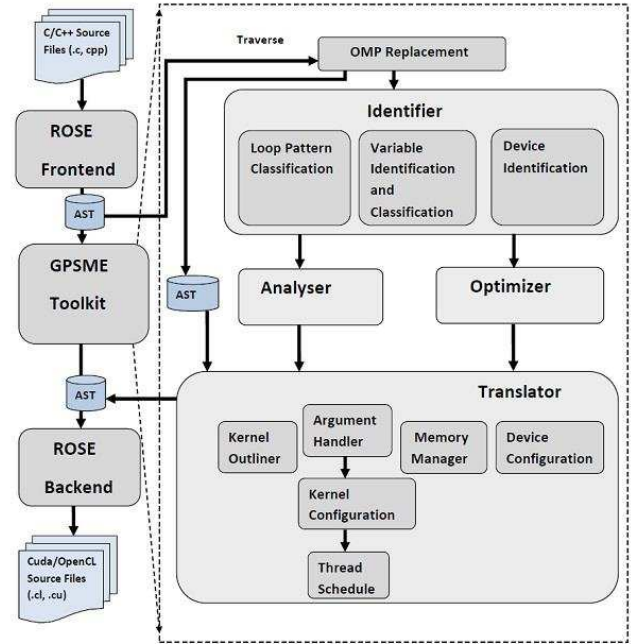 C/C++ Source
Files (.c, cpp)
ROSE
Frontend
AST
GPSME
Toolkit
AST
ROSE
Backend
Cuda/OpenCL
Source Files
(.cl, .cu)
Traverse
OMP Replacement
Identifier
Loop Pattern
Classification
Variable
Identification
and
Classification
Device
Identification
AST
Analyser
Optimizer
Translator
Kernel
Outliner
Argument
Handler
Memory
Manager
Device
Configuration
Kernel
Configuration
Thread
Schedule